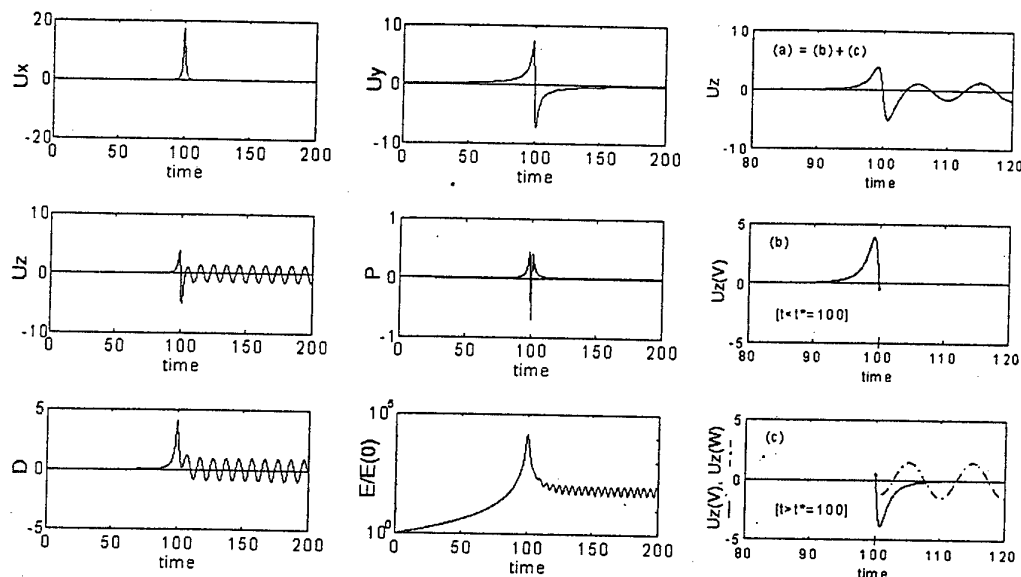 20
0
-20
Ux
0 50 100 150 200
time
10
0
-10
Uy
0 50 100 150 200
time
10
0
-10
Uz
(a) = (b) + (c)
80 90 100 110 120
time
10
0
-10
Uz
0 50 100 150 200
time
1
0
-1
P
0 50 100 150 200
time
5
0
-5
Uz(V)
(b)
[t< t*= 100]
80 90 100 110 120
time
5
0
-5
D
0 50 100 150 200
time
10^5
10^0
E/E(0)
0 50 100 150 200
time
5
0
-5
Uz(V), Uz(W)
(c)
[t> t*= 100]
80 90 100 110 120
time